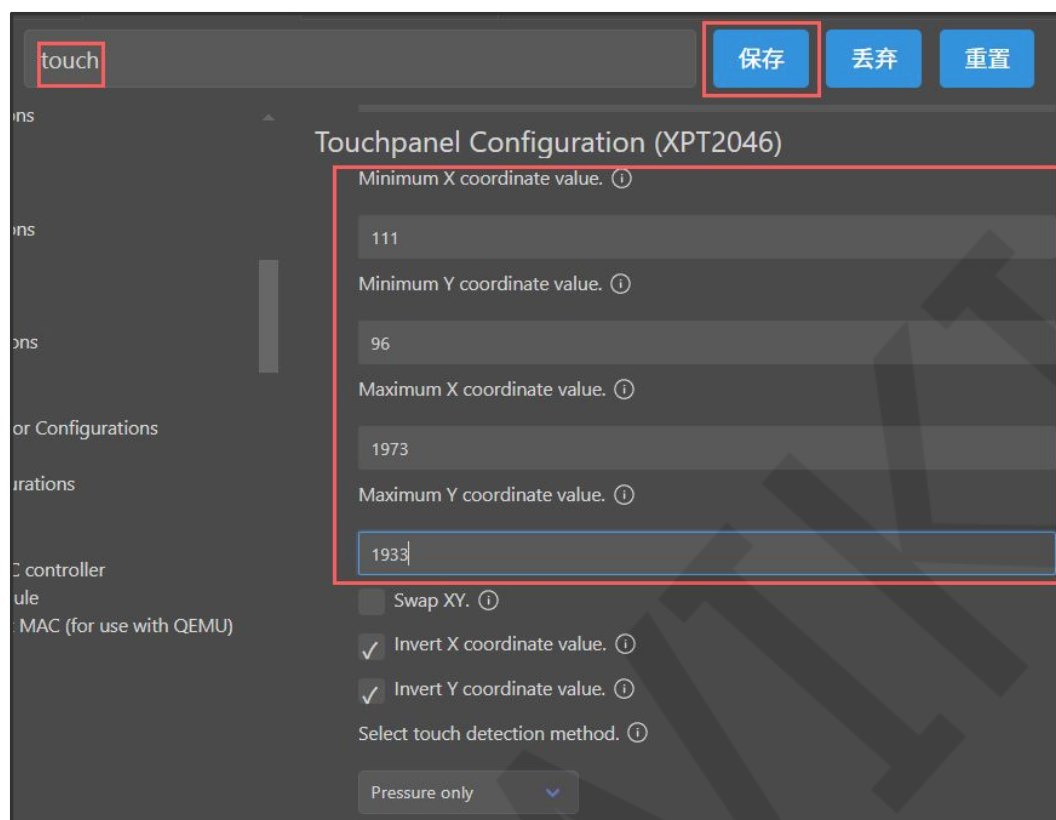 touch
保存
丢弃
重置
ons
ons
ons
or Configurations
urations
C controller
ule
MAC (for use with QEMU)
Touchpanel Configuration (XPT2046)
Minimum X coordinate value.
111
Minimum Y coordinate value.
96
Maximum X coordinate value.
1973
Maximum Y coordinate value.
1933
Swap XY.
Invert X coordinate value.
Invert Y coordinate value.
Select touch detection method.
Pressure only